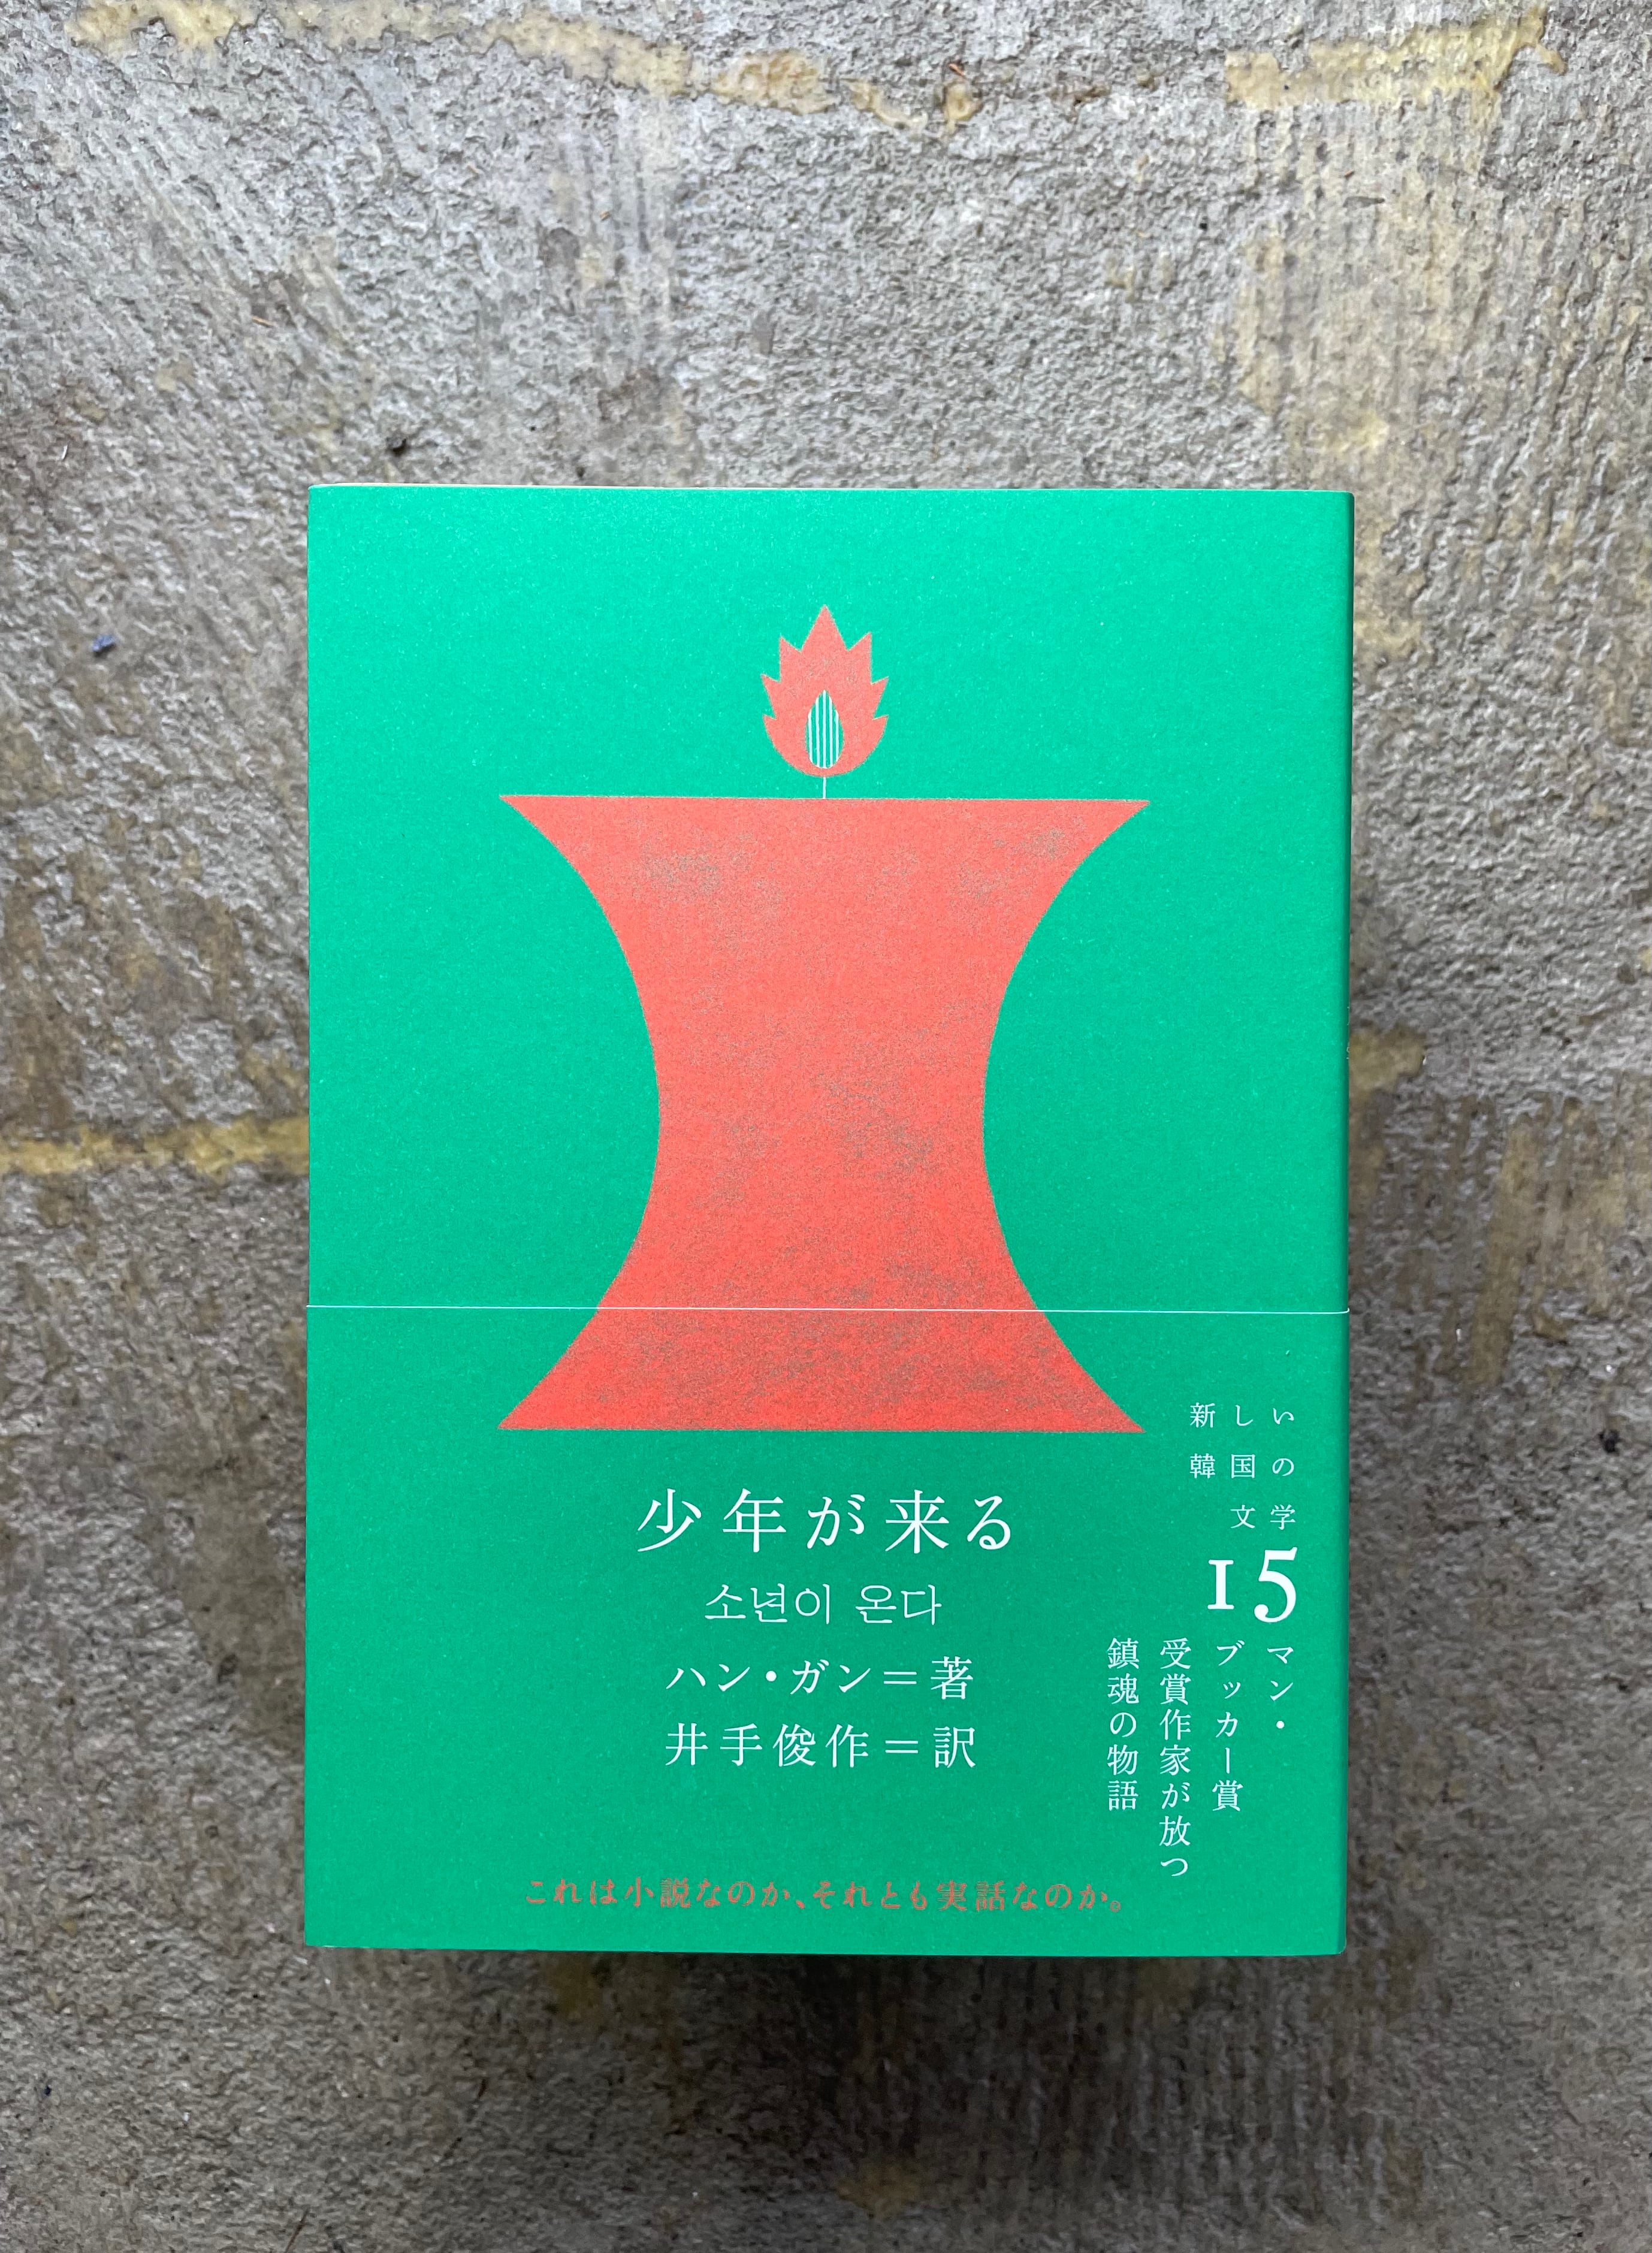 少年が来る
소년이 온다
ハン・ガン＝著
井手俊作＝訳
新しい
韓国の
文学
15
マン・
ブッカー賞
受賞作家が放つ
鎮魂の物語
これは小説なのか、それとも実話なのか。